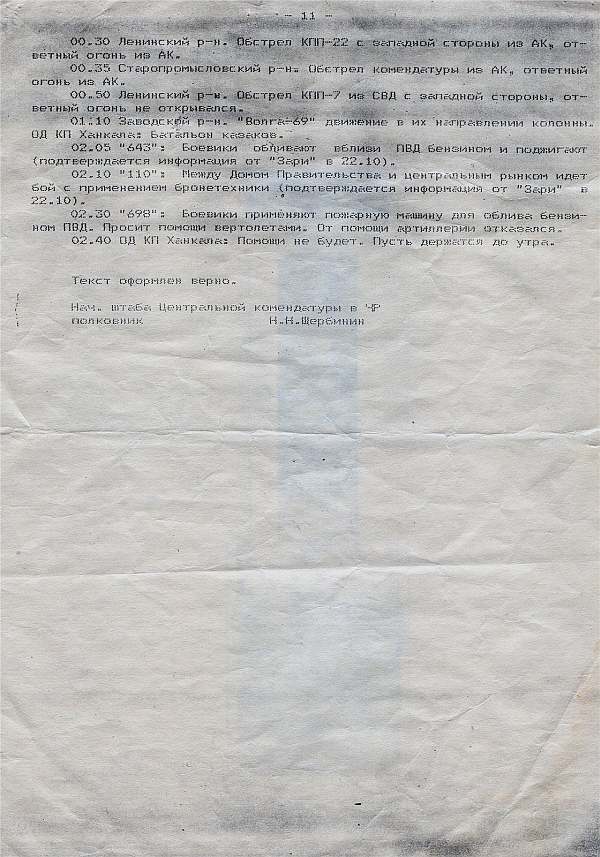 - 11 -
00.30 Ленинский р-н. Обстрел КПП-22 с западной стороны из АК, от-
ветный огонь из АК.
00.35 Старопромысловский р-н. Обстрел комендатуры из АК, ответный
огонь из АК.
00.50 Ленинский р-н. Обстрел КПП-7 из СВД с западной стороны, от-
ветный огонь не открывался.
01.10 Заводской р-н. "Волга-69" движение в их направлении колонны.
ОД КП Ханкала: Батальон казаков.
02.05 "643": Боевики обливают вблизи ПВД бензином и поджигают
(подтверждается информация от "Зари" в 22.10).
02.10 "110": Между Домом Правительства и центральным рынком идет
бой с применением бронетехники (подтверждается информация от "Зари" в
22.10).
02.30 "698": Боевики применяют пожарную машину для облива бензи-
ном ПВД. Просит помощи вертолетами. От помощи артиллерии отказался.
02.40 ОД КП Ханкала: Помощи не будет. Пусть держатся до утра.
Текст оформлен верно.
Нач. штаба Центральной комендатуры в ЧР
полковник Н.Н.Щербинин